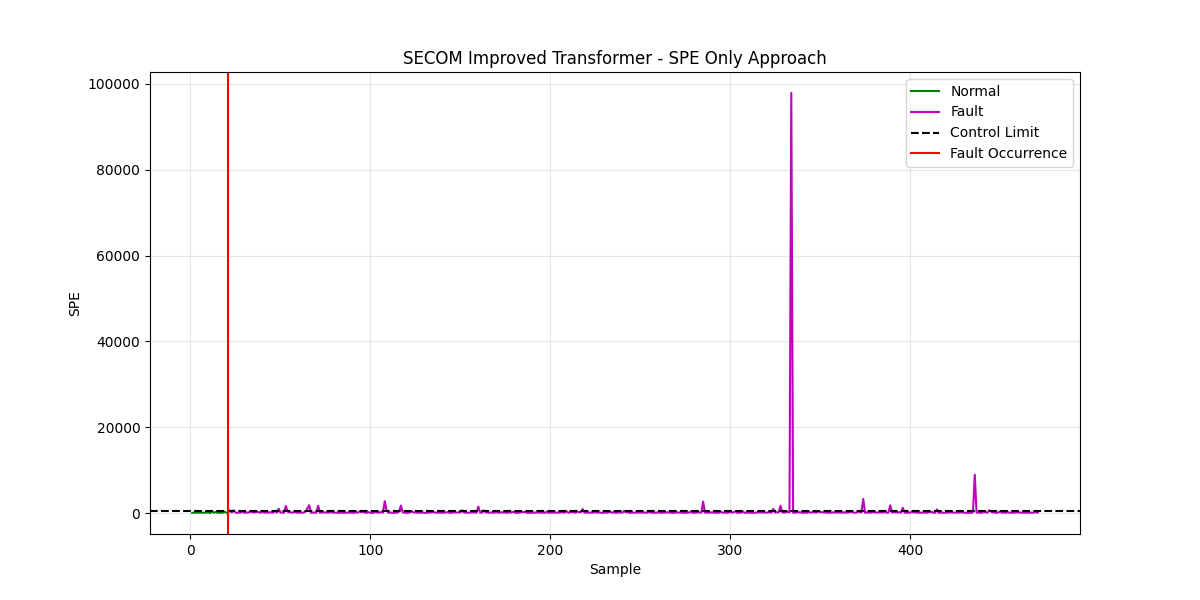 SECOM Improved Transformer - SPE Only Approach
100000
80000
60000
40000
20000
0
SPE
Normal
Fault
Control Limit
Fault Occurrence
0
100
200
300
400
Sample